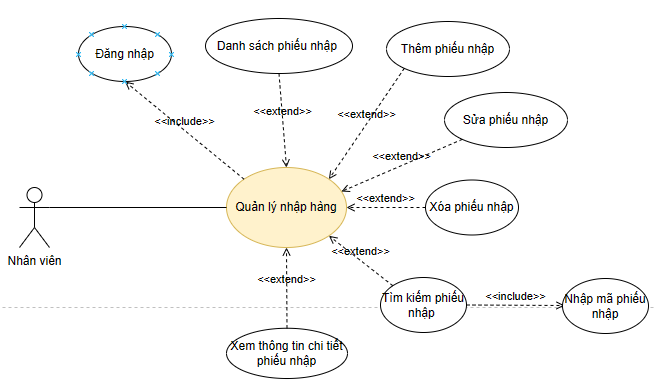 Đăng nhập
Danh sách phiếu nhập
Thêm phiếu nhập
<<include>>
<<extend>>
<<extend>>
Sửa phiếu nhập
<<extend>>
Quản lý nhập hàng
<<extend>>
Xóa phiếu nhập
Nhân viên
<<extend>>
<<extend>>
Tìm kiếm phiếu
nhập
<<include>>
Nhập mã phiếu
nhập
Xem thông tin chi tiết
phiếu nhập